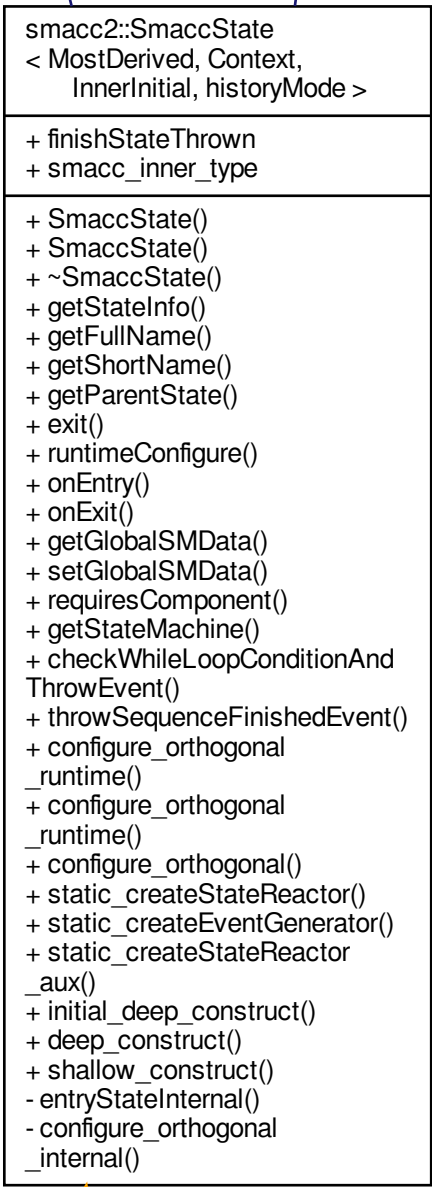 smacc2::SmaccState
< MostDerived, Context,
InnerInitial, historyMode >
+ finishStateThrown
+ smacc_inner_type
+ SmaccState()
+ SmaccState()
+ ~SmaccState()
+ getStateInfo()
+ getFullName()
+ getShortName()
+ getParentState()
+ exit()
+ runtimeConfigure()
+ onEntry()
+ onExit()
+ getGlobalSMData()
+ setGlobalSMData()
+ requiresComponent()
+ getStateMachine()
+ checkWhileLoopConditionAnd
ThrowEvent()
+ throwSequenceFinishedEvent()
+ configure_orthogonal
_runtime()
+ configure_orthogonal
_runtime()
+ configure_orthogonal()
+ static_createStateReactor()
+ static_createEventGenerator()
+ static_createStateReactor
_aux()
+ initial_deep_construct()
+ deep_construct()
+ shallow_construct()
- entryStateInternal()
- configure_orthogonal
_internal()